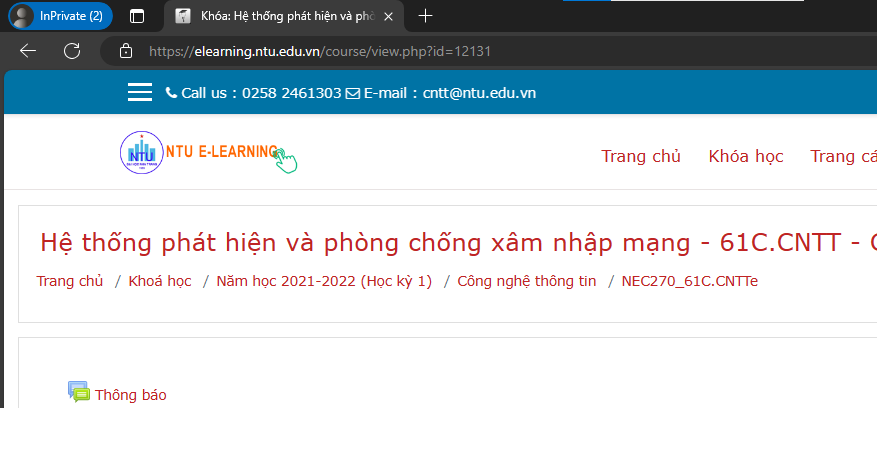 InPrivate (2)
Khóa: Hệ thống phát hiện và phò
https://elearning.ntu.edu.vn/course/view.php?id=12131
Call us : 0258 2461303 E-mail : cntt@ntu.edu.vn
NTU NTU E-LEARNING
Trang chủ Khóa học Trang cá
Hệ thống phát hiện và phòng chống xâm nhập mạng - 61C.CNTT -
Trang chủ / Khoá học / Năm học 2021-2022 (Học kỳ 1) / Công nghệ thông tin / NEC270_61C.CNTTe
Thông báo